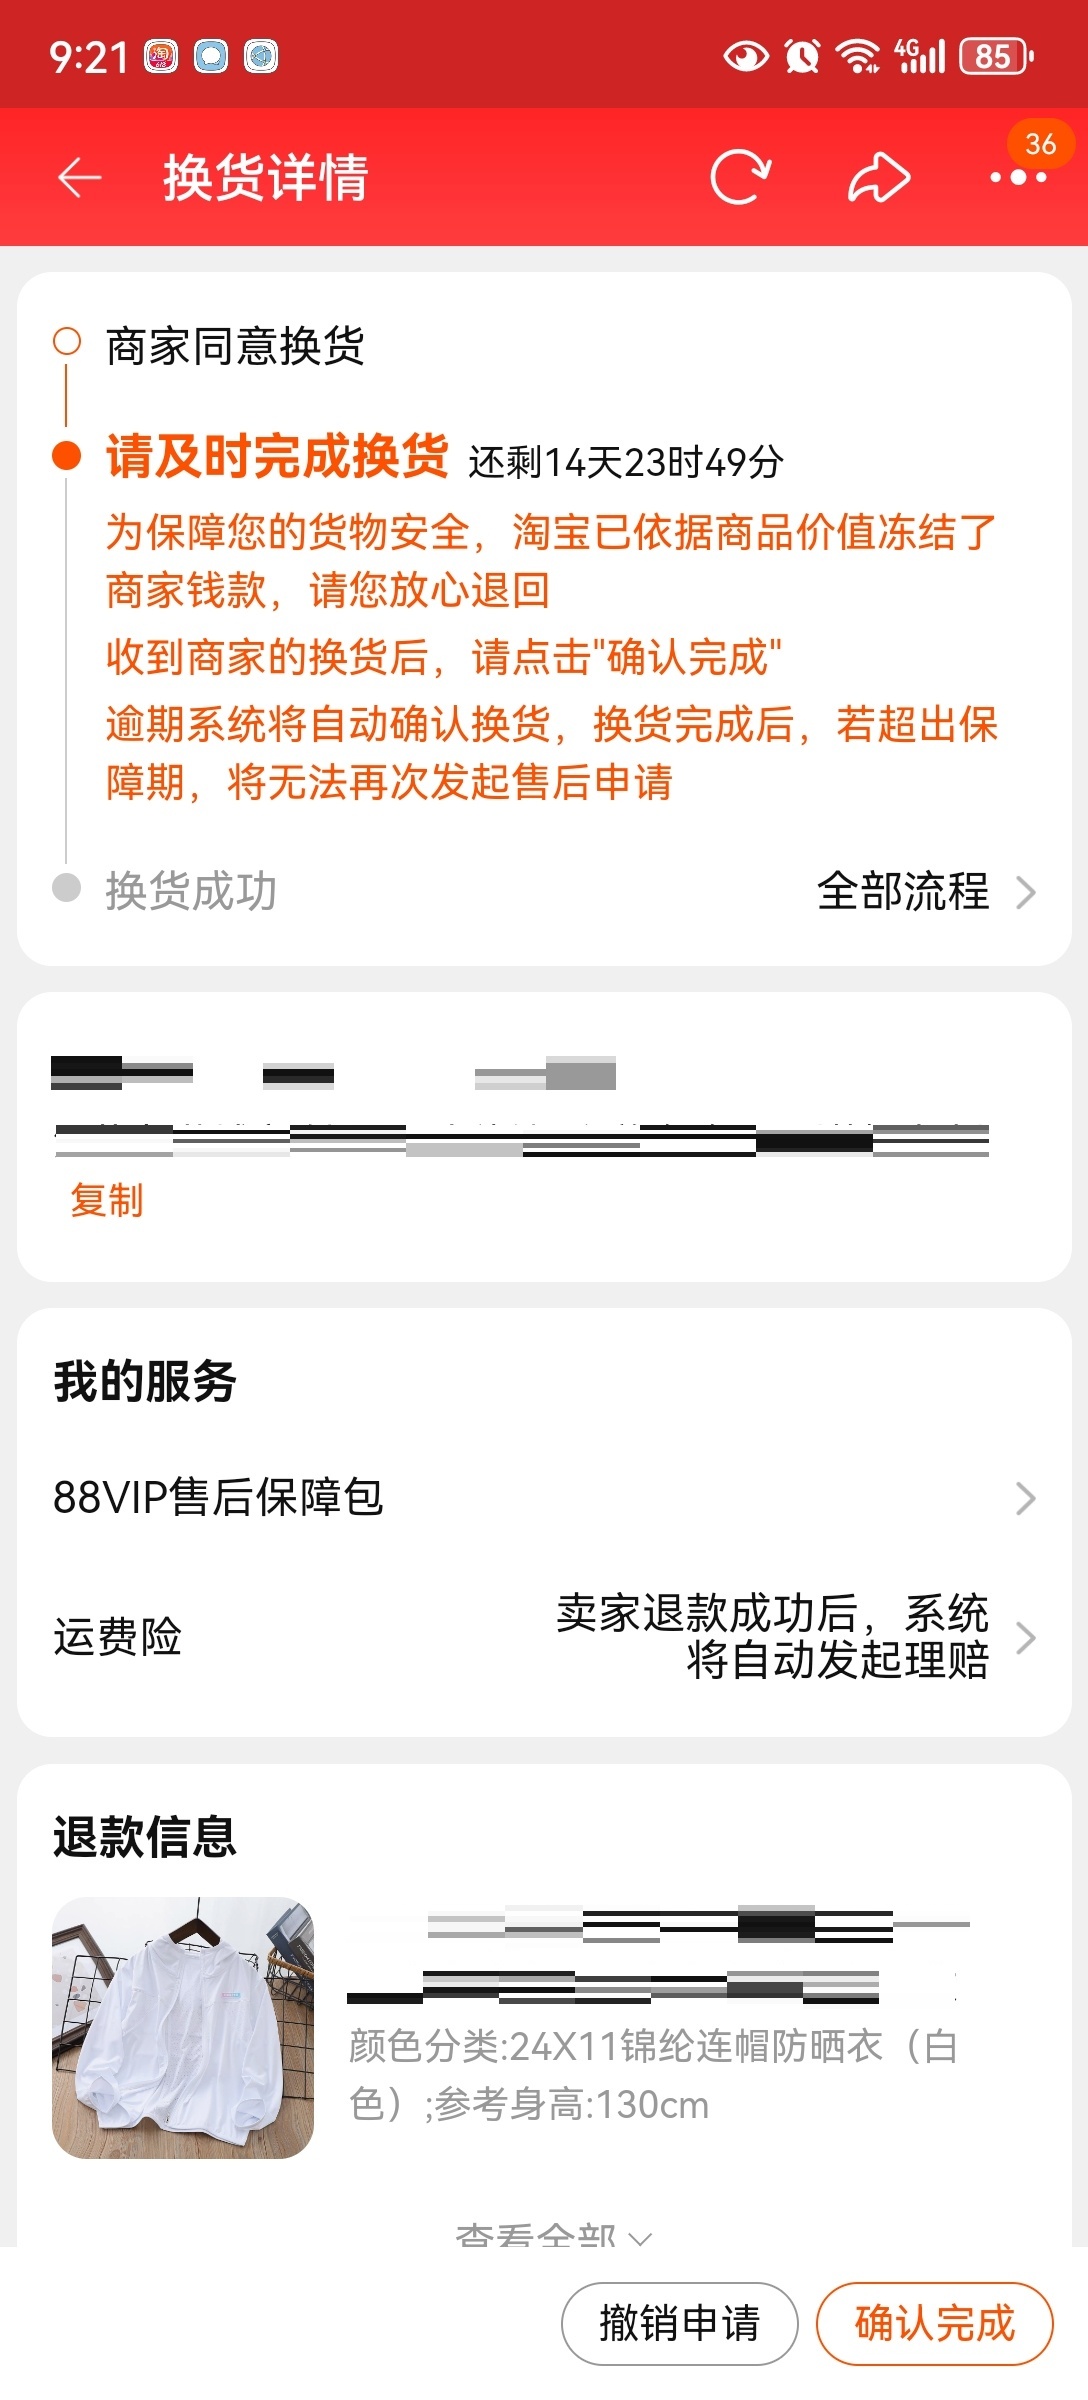 9:21
4G
85
换货详情
36
商家同意换货
请及时完成换货 还剩14天23时49分
为保障您的货物安全，淘宝已依据商品价值冻结了
商家钱款，请您放心退回
收到商家的换货后，请点击"确认完成"
逾期系统将自动确认换货，换货完成后，若超出保
障期，将无法再次发起售后申请
换货成功
全部流程
复制
我的服务
88VIP售后保障包
运费险
卖家退款成功后，系统
将自动发起理赔
退款信息
颜色分类:24X11锦纶连帽防晒衣（白
色）;参考身高:130cm
查看全部
撤销申请
确认完成